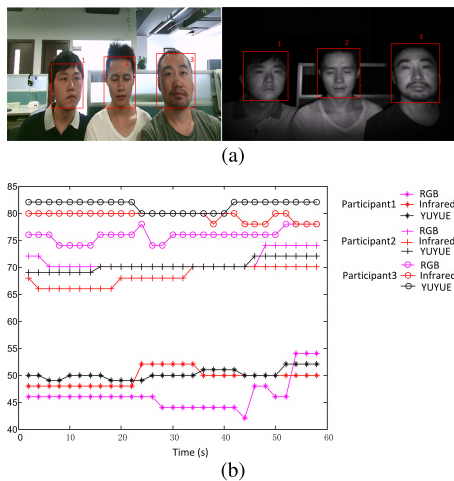 1
2
3
1
2
3
(a)
85
80
75
70
65
60
55
50
45
40
0
10
20
30
40
50
60
Time (s)
Participant1
RGB
Infrared
YUYUE
Participant2
RGB
Infrared
YUYUE
Participant3
RGB
Infrared
YUYUE
(b)